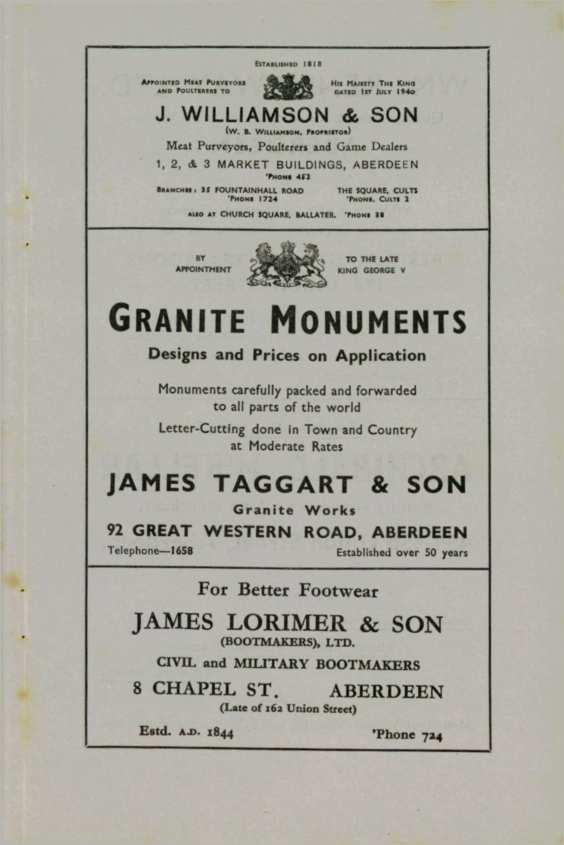 ESTABLISHED 1818
APPOINTED MEAT PURVEYORS AND POULTERERS TO
HIS MAJESTY THE KING DATED 1ST JULY 1940
J. WILLIAMSON & SON
(W. B. WILLIAMSON, PROPRIETOR)
Meat Purveyors, Poulterers and Game Dealers
1, 2, & 3 MARKET BUILDINGS, ABERDEEN
'PHONE 453
BRANCHES: 35 FOUNTAINHALL ROAD THE SQUARE, CULTS
'PHONE 1724 'PHONE, CULTS 2
ALSO AT CHURCH SQUARE, BALLATER. 'PHONE 38
BY APPOINTMENT
TO THE LATE KING GEORGE V
GRANITE MONUMENTS
Designs and Prices on Application
Monuments carefully packed and forwarded
to all parts of the world
Letter-Cutting done in Town and Country
at Moderate Rates
JAMES TAGGART & SON
Granite Works
92 GREAT WESTERN ROAD, ABERDEEN
Telephone—1658 Established over 50 years
For Better Footwear
JAMES LORIMER & SON
(BOOTMAKERS), LTD.
CIVIL and MILITARY BOOTMAKERS
8 CHAPEL ST. ABERDEEN
(Late of 162 Union Street)
Estd. A.D. 1844 'Phone 724